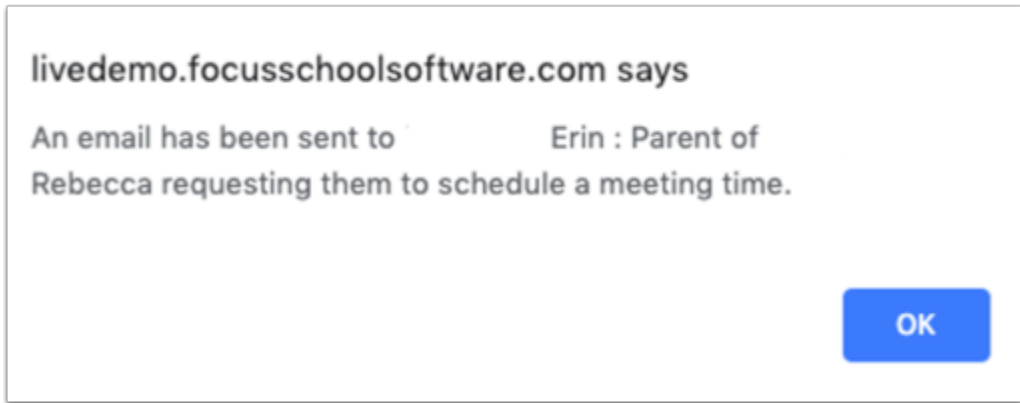 livedemo.focusschoolsoftware.com says
An email has been sent to Erin : Parent of
Rebecca requesting them to schedule a meeting time.
OK